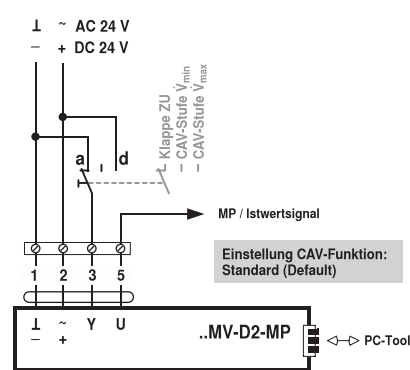 ⊥ ~ AC 24 V
– + DC 24 V
a d
Klappe ZU
– CAV-Stufe V̇min
– CAV-Stufe V̇max
MP / Istwertsignal
Einstellung CAV-Funktion:
Standard (Default)
1 2 3 5
⊥ ~ Y U
– +
..MV-D2-MP
PC-Tool